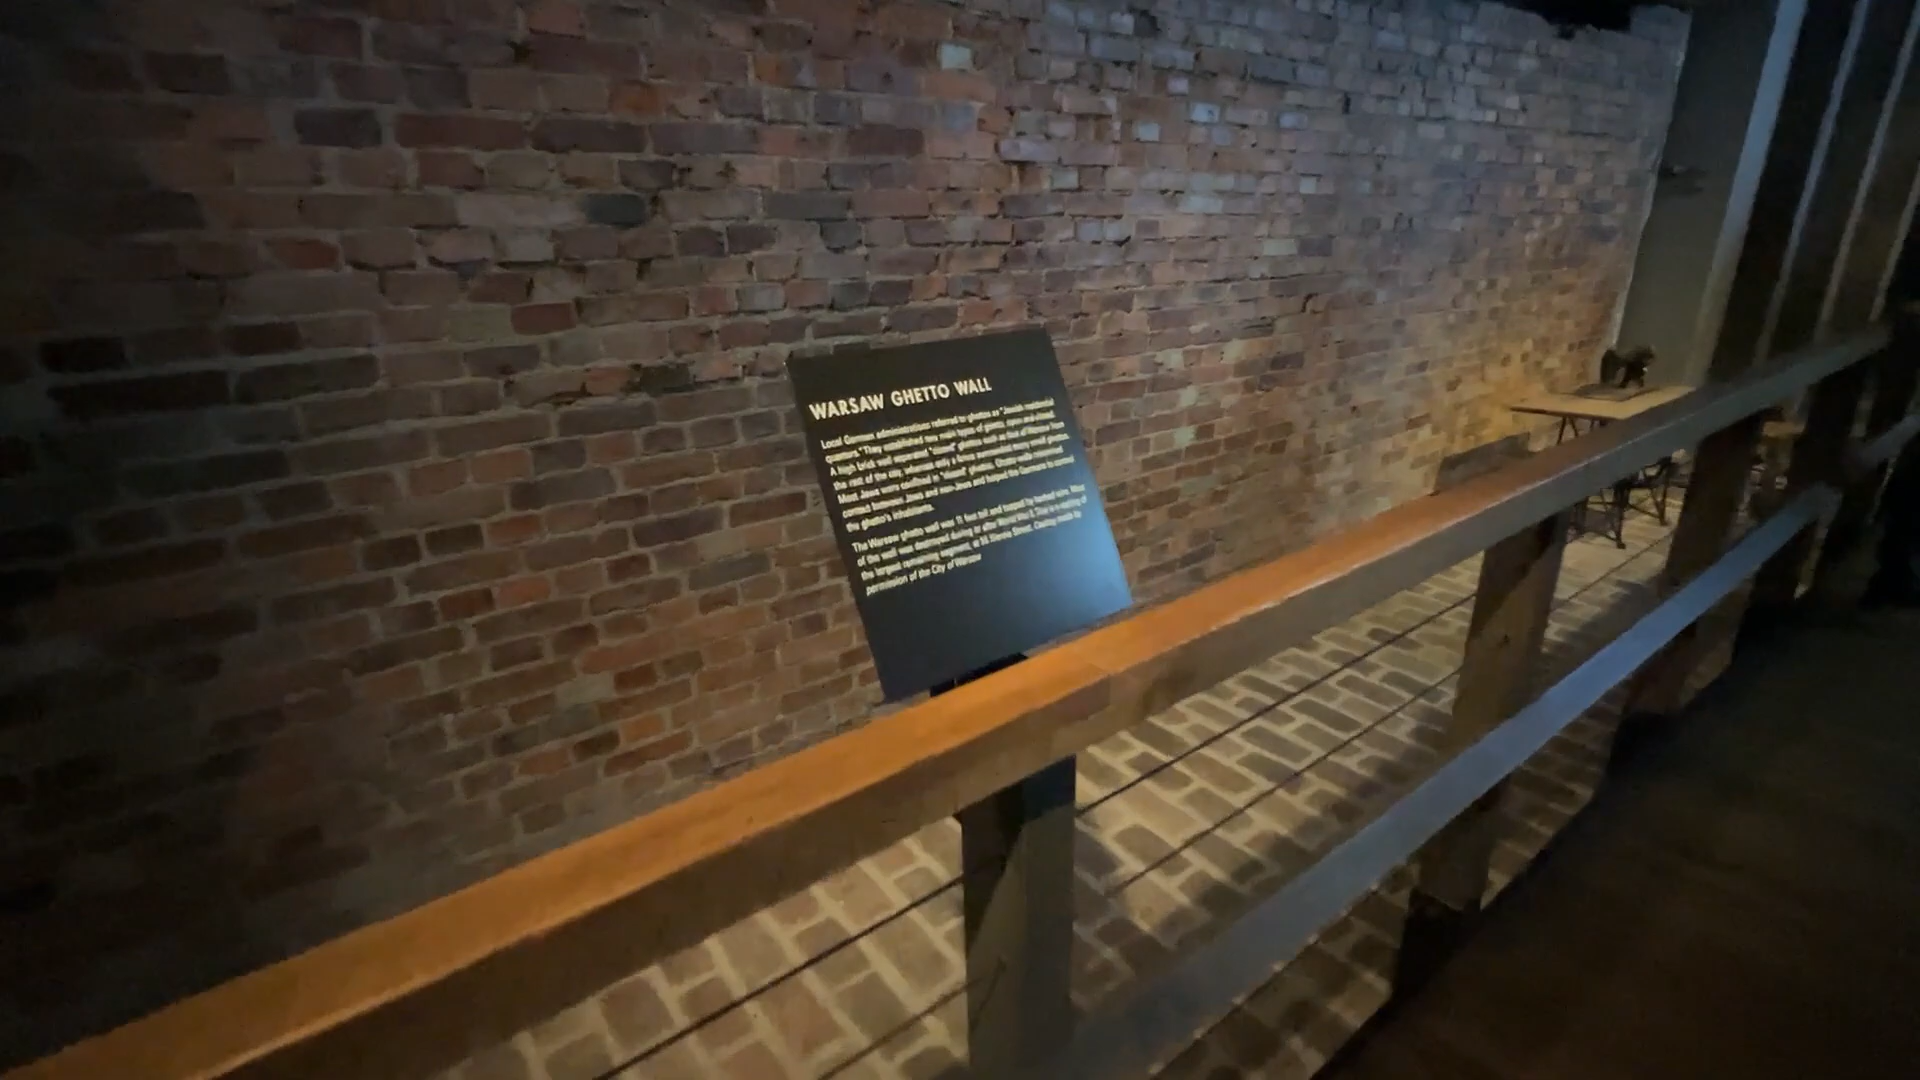 WARSAW GHETTO WALL
Local German administrations referred to ghettos as "Jewish residential
quarters." They established two main types of ghetto, open and closed.
A high brick wall separated "closed" ghettos such as that of Warsaw from
the rest of the city, whereas only a fence surrounded many small ghettos.
Most Jews were confined in "closed" ghettos. Ghetto walls minimized
contact between Jews and non-Jews and helped the Germans to control
the ghetto's inhabitants.
The Warsaw ghetto wall was 11 feet tall and topped by barbed wire. Most
of the wall was destroyed during or after World War II. This is a casting of
the largest remaining segment, at 55 Sienna Street. Casting made by
permission of the City of Warsaw